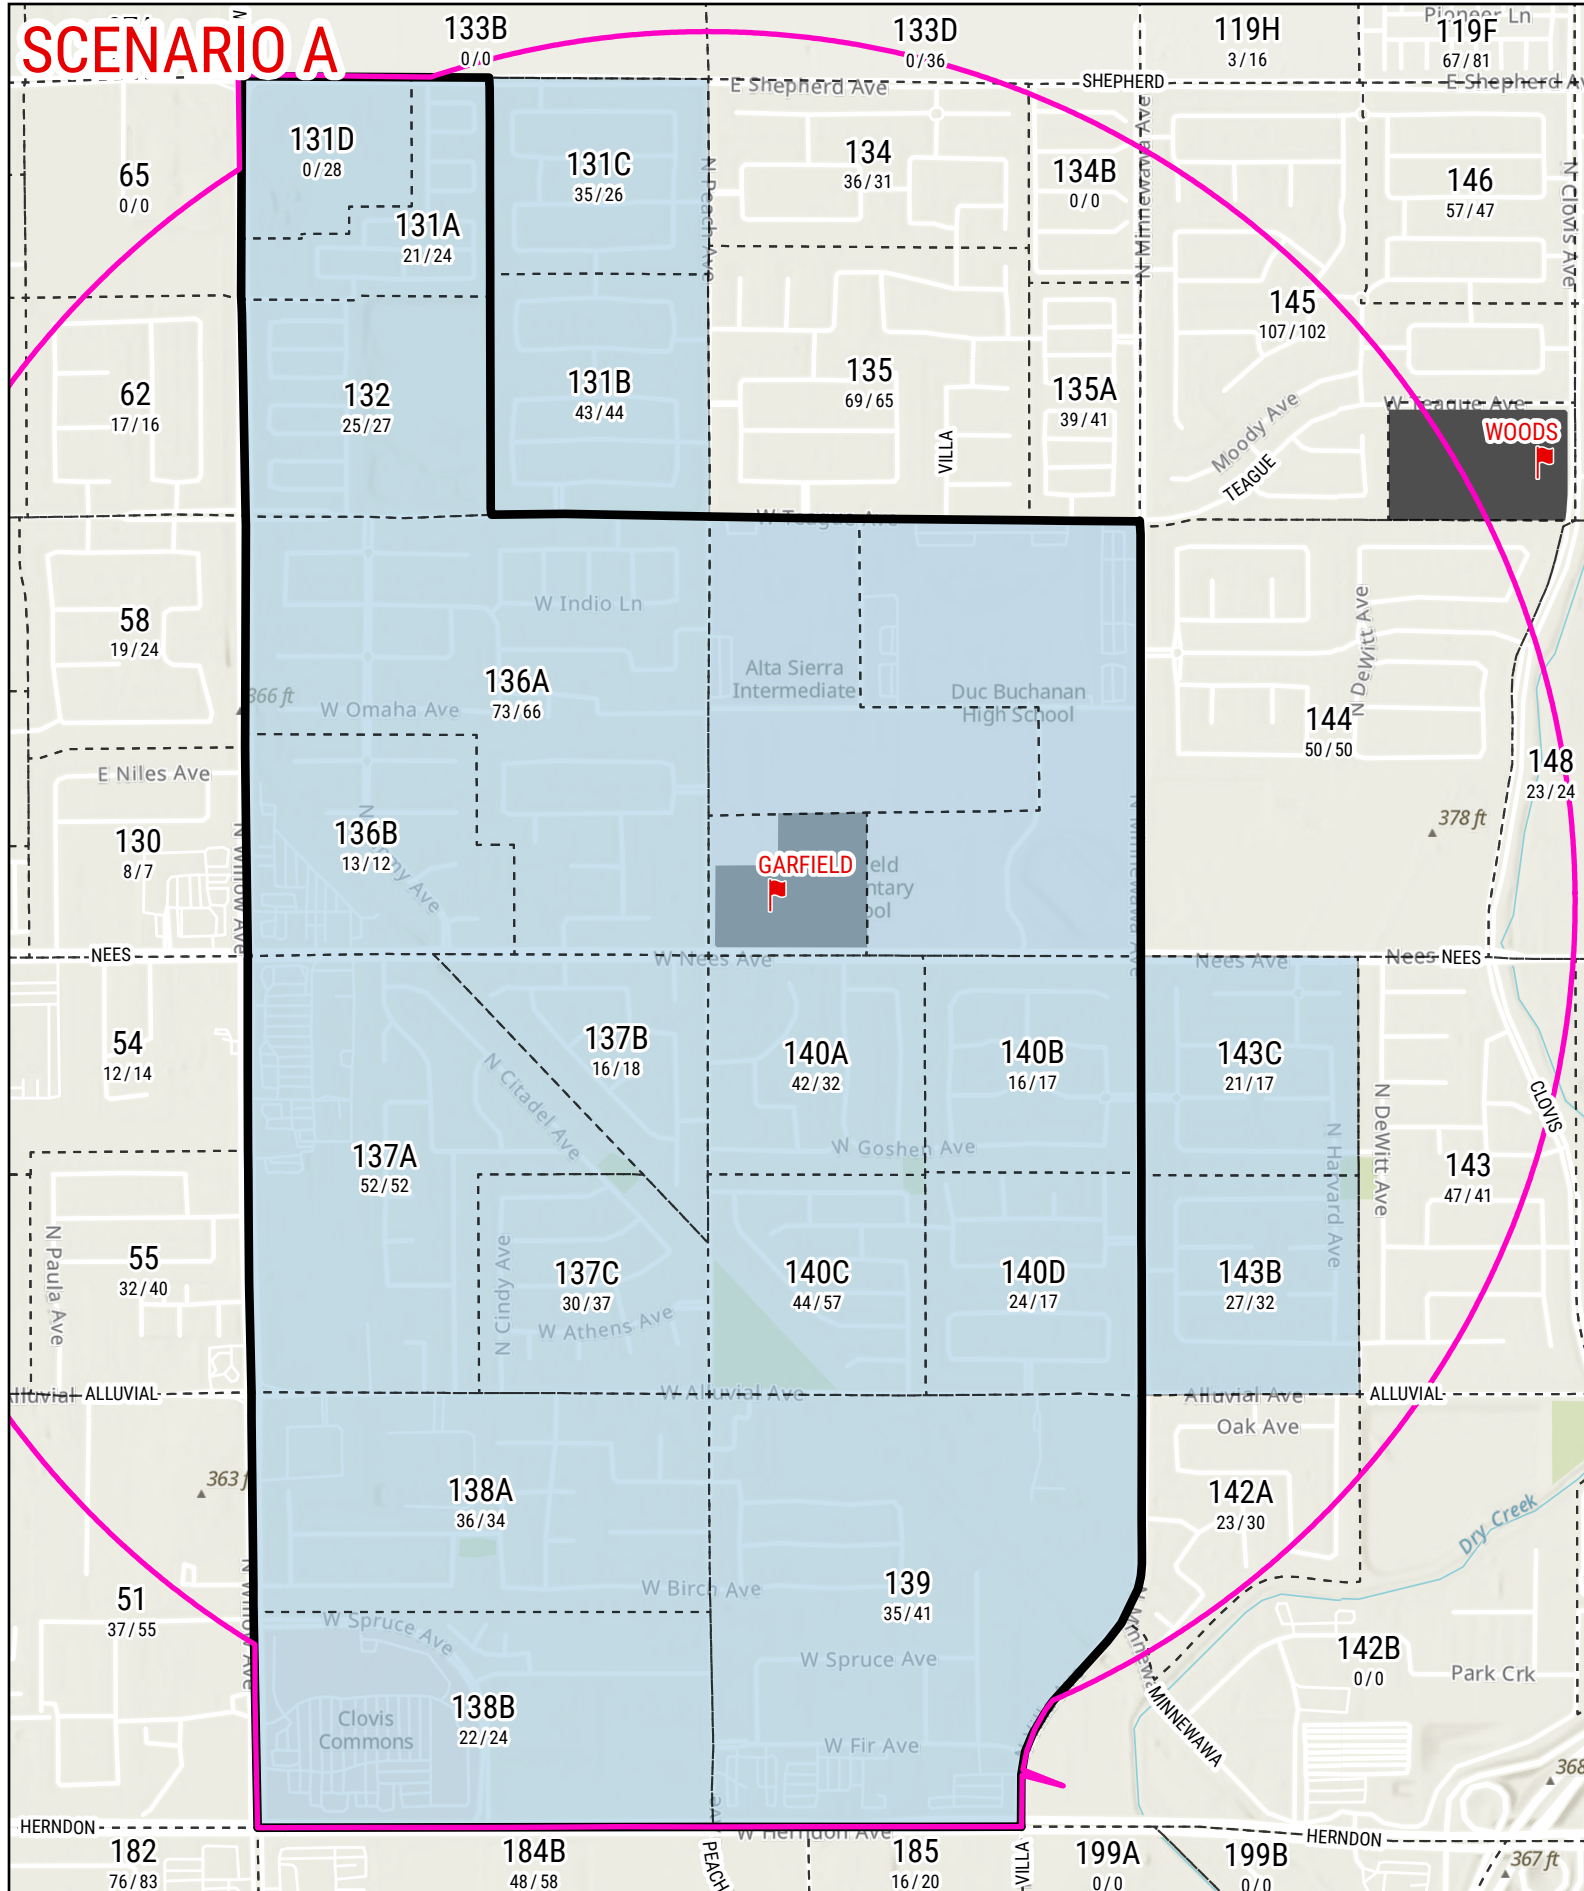 SCENARIO A
133B
0/0
133D
0/36
119H
3/16
Pioneer Ln
119F
67/81
E Shepherd Ave
SHEPHERD
E Shepherd Av
131D
0/28
65
0/0
131A
21/24
131C
35/26
N Peach Ave
134
36/31
134B
0/0
N Minnewawa Ave
146
57/47
N Clovis Ave
145
107/102
62
17/16
132
25/27
131B
43/44
135
69/65
VILLA
135A
39/41
Moody Ave
TEAGUE
W Teague Ave
WOODS
W Teague Ave
58
19/24
W Indio Ln
136A
73/66
366 ft
W Omaha Ave
Alta Sierra
Intermediate
Duc Buchanan
High School
N DeWitt Ave
144
50/50
148
23/24
E Niles Ave
130
8/7
N Willow Ave
136B
13/12
GARFIELD
eld
ntary
ool
N Minnewawa Ave
378 ft
NEES
W Nees Ave
Nees Ave
Nees
NEES
54
12/14
137B
16/18
N Citadel Ave
140A
42/32
140B
16/17
143C
21/17
N DeWitt Ave
CLOVIS
137A
52/52
W Goshen Ave
N Harvard Ave
143
47/41
N Paula Ave
55
32/40
N Cindy Ave
137C
30/37
W Athens Ave
140C
44/57
140D
24/17
143B
27/32
lluvial
ALLUVIAL
W Alluvial Ave
Alluvial Ave
ALLUVIAL
Oak Ave
363 f
138A
36/34
142A
23/30
Dry Creek
51
37/55
N Willow Ave
W Birch Ave
139
35/41
W Spruce Ave
W Spruce Ave
142B
0/0
Park Crk
138B
22/24
Clovis
Commons
W Fir Ave
MINNEWAWA
368
HERNDON
W Herndon Ave
HERNDON
182
76/83
184B
48/58
PEACH
185
16/20
VILLA
199A
0/0
199B
0/0
367 ft